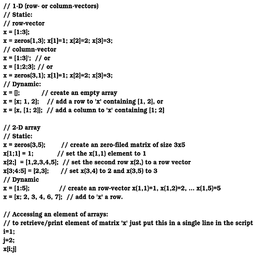 // 1-D (row- or column-vectors)
// Static:
// row-vector
x = [1:3];
x = zeros(1,3); x[1]=1; x[2]=2; x[3]=3;
// column-vector
x = [1:3]'; // or
x = [1;2;3]; // or
x = zeros(3,1); x[1]=1; x[2]=2; x[3]=3;
// Dynamic:
x = []; // create an empty array
x = [x; 1, 2]; // add a row to 'x' containing [1, 2], or
x = [x, [1; 2]]; // add a column to 'x' containing [1; 2]
// 2-D array
// Static:
x = zeros(3,5); // create an zero-filed matrix of size 3x5
x[1;1] = 1; // set the x(1,1) element to 1
x[2;] = [1,2,3,4,5]; // set the second row x(2,) to a row vector
x[3;4:5] = [2,3]; // set x(3,4) to 2 and x(3,5) to 3
// Dynamic
x = [1:5]; // create an row-vector x(1,1)=1, x(1,2)=2, ... x(1,5)=5
x = [x; 2, 3, 4, 6, 7]; // add to 'x' a row.
// Accessing an element of arrays:
// to retrieve/print element of matrix 'x' just put this in a single line in the script
i=1;
j=2;
x[i;j]